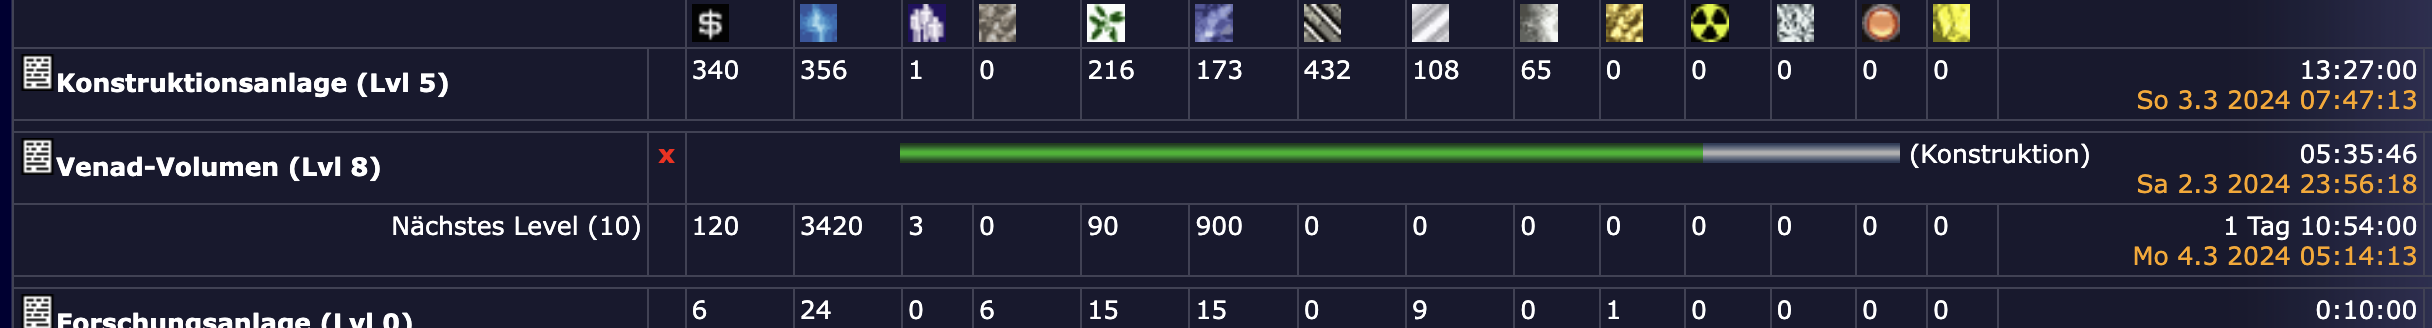 $
Konstruktionsanlage (Lvl 5) 340 356 1 0 216 173 432 108 65 0 0 0 0 0 13:27:00
So 3.3 2024 07:47:13
Venad-Volumen (Lvl 8) x (Konstruktion) 05:35:46
Sa 2.3 2024 23:56:18
Nächstes Level (10) 120 3420 3 0 90 900 0 0 0 0 0 0 0 0 1 Tag 10:54:00
Mo 4.3 2024 05:14:13
Forschungsanlage (Lvl 0) 6 24 0 6 15 15 0 9 0 1 0 0 0 0 0:10:00